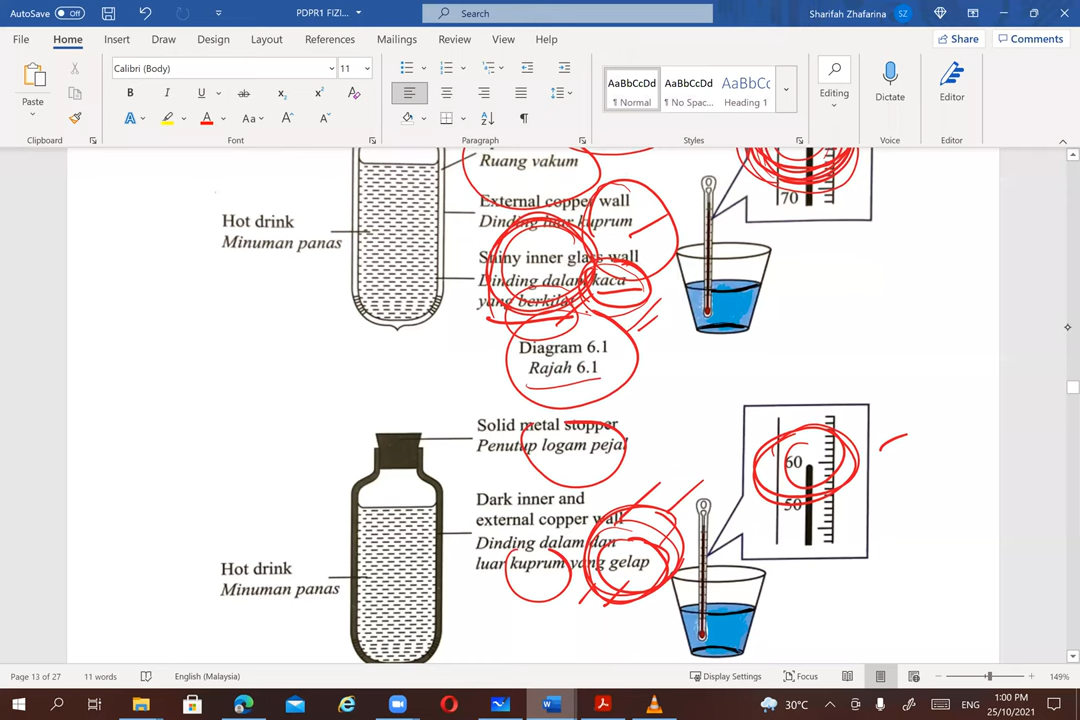 AutoSave Off PDPR1 FIZI... Search Sharifah Zhafarina SZ
File Home Insert Draw Design Layout References Mailings Review View Help Share Comments
Calibri (Body) 11
AaBbCcDd AaBbCcDd AaBbCc
Paste
¶ Normal ¶ No Spac... Heading 1
Editing Dictate Editor
Clipboard Font Paragraph Styles Voice Editor
Ruang vakum
70
External copper wall
Dinding luar kuprum
Hot drink
Minuman panas
Shiny inner glass wall
Dinding dalam kaca
yang berkilat
Diagram 6.1
Rajah 6.1
Solid metal stopper
Penutup logam pejal
60
50
Dark inner and
external copper wall
Dinding dalam dan
luar kuprum yang gelap
Hot drink
Minuman panas
Page 13 of 27 11 words English (Malaysia) Display Settings Focus 149%
30°C ENG 1:00 PM
25/10/2021